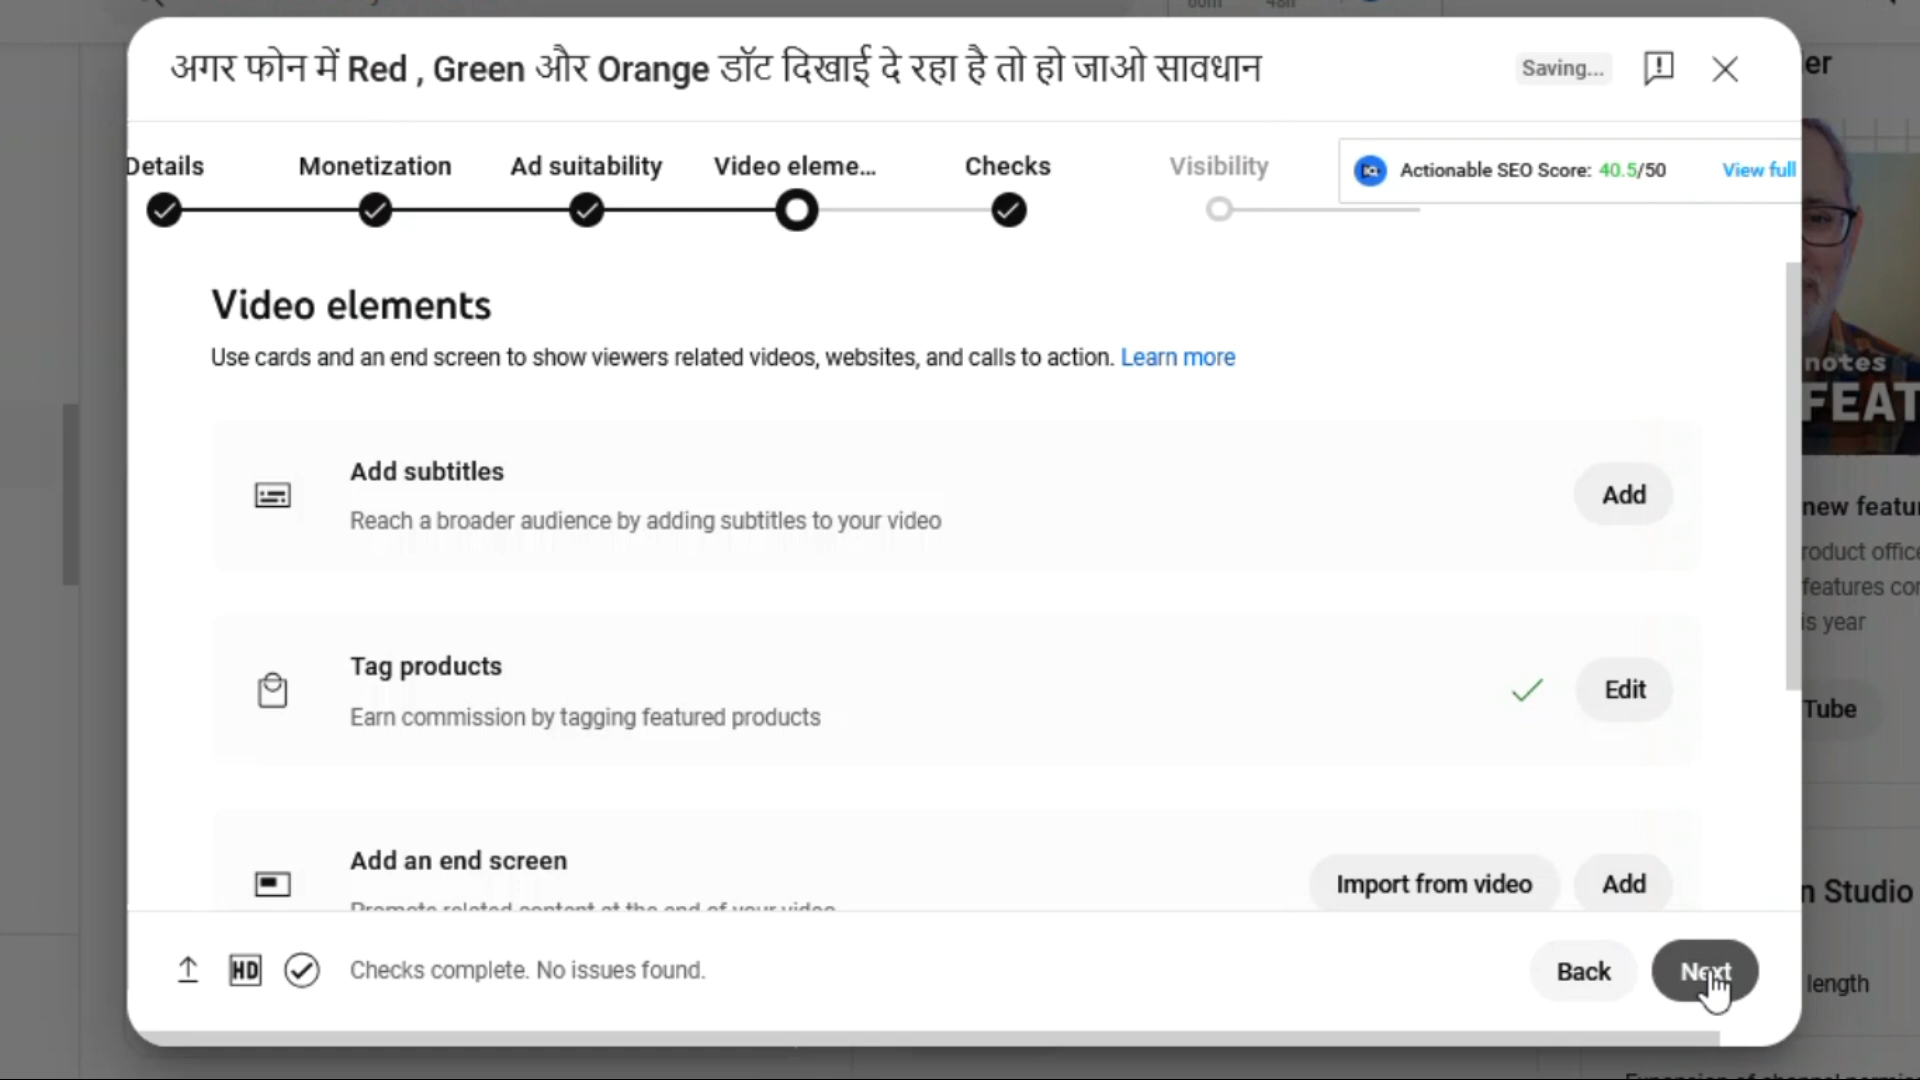 अगर फोन में Red , Green और Orange डॉट दिखाई दे रहा है तो हो जाओ सावधान
Saving...
er
Details
Monetization
Ad suitability
Video eleme...
Checks
Visibility
Actionable SEO Score: 40.5/50
View full
Video elements
Use cards and an end screen to show viewers related videos, websites, and calls to action. Learn more
notes
FEAT
Add subtitles
Reach a broader audience by adding subtitles to your video
Add
new featu
roduct office
features co
is year
Tag products
Earn commission by tagging featured products
Edit
Tube
Add an end screen
Promote related content at the end of your video
Import from video
Add
n Studio
HD
Checks complete. No issues found.
Back
Next
length